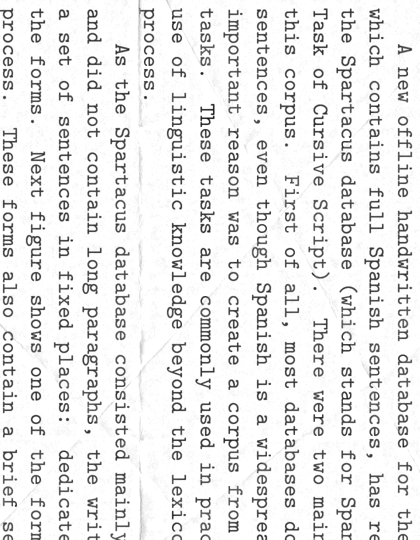 A new offline handwritten database for the
which contains full Spanish sentences, has re
the Spartacus database (which stands for Spar
Task of Cursive Script). There were two main
this corpus. First of all, most databases do
sentences, even though Spanish is a widesprea
important reason was to create a corpus from
tasks. These tasks are commonly used in prac
use of linguistic knowledge beyond the lexico
process.
As the Spartacus database consisted mainly
and did not contain long paragraphs, the writ
a set of sentences in fixed places: dedicate
the forms. Next figure shows one of the form
process. These forms also contain a brief se